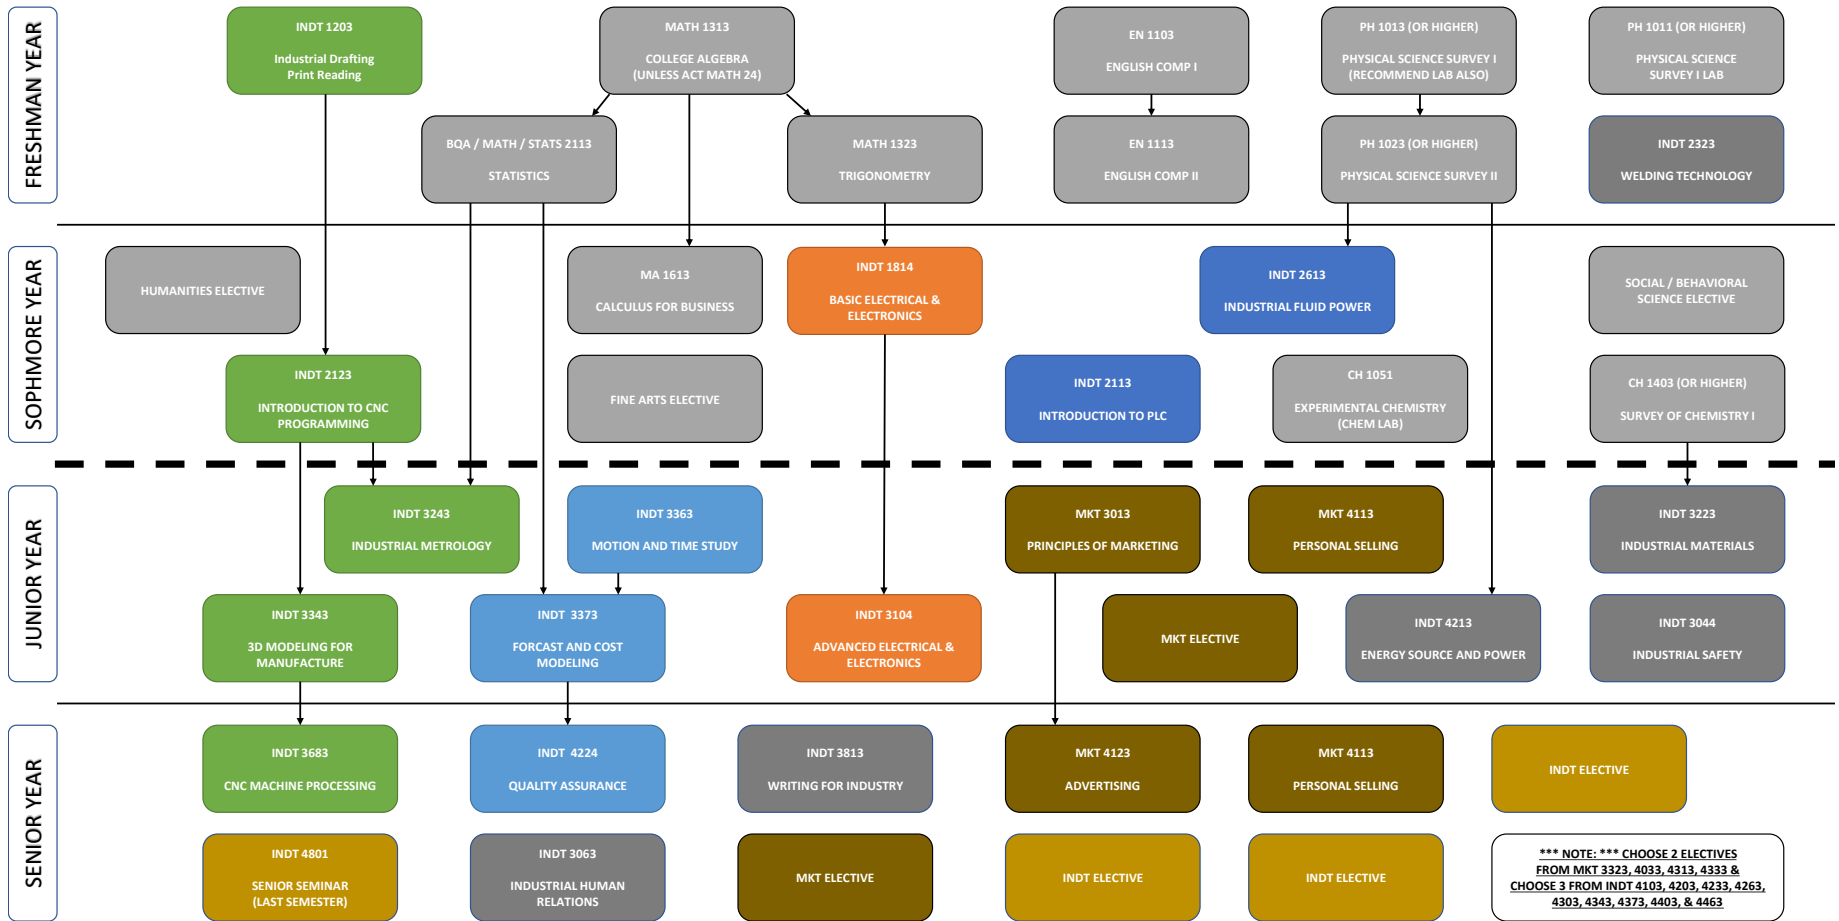 FRESHMAN YEAR
INDT 1203
Industrial Drafting
Print Reading
MATH 1313
COLLEGE ALGEBRA
(UNLESS ACT MATH 24)
EN 1103
ENGLISH COMP I
PH 1013 (OR HIGHER)
PHYSICAL SCIENCE SURVEY I
(RECOMMEND LAB ALSO)
PH 1011 (OR HIGHER)
PHYSICAL SCIENCE
SURVEY I LAB
BQA / MATH / STATS 2113
STATISTICS
MATH 1323
TRIGONOMETRY
EN 1113
ENGLISH COMP II
PH 1023 (OR HIGHER)
PHYSICAL SCIENCE SURVEY II
INDT 2323
WELDING TECHNOLOGY
SOPHMORE YEAR
HUMANITIES ELECTIVE
MA 1613
CALCULUS FOR BUSINESS
INDT 1814
BASIC ELECTRICAL &
ELECTRONICS
INDT 2613
INDUSTRIAL FLUID POWER
SOCIAL / BEHAVIORAL
SCIENCE ELECTIVE
INDT 2123
INTRODUCTION TO CNC
PROGRAMMING
FINE ARTS ELECTIVE
INDT 2113
INTRODUCTION TO PLC
CH 1051
EXPERIMENTAL CHEMISTRY
(CHEM LAB)
CH 1403 (OR HIGHER)
SURVEY OF CHEMISTRY I
JUNIOR YEAR
INDT 3243
INDUSTRIAL METROLOGY
INDT 3363
MOTION AND TIME STUDY
MKT 3013
PRINCIPLES OF MARKETING
MKT 4113
PERSONAL SELLING
INDT 3223
INDUSTRIAL MATERIALS
INDT 3343
3D MODELING FOR
MANUFACTURE
INDT 3373
FORCAST AND COST
MODELING
INDT 3104
ADVANCED ELECTRICAL &
ELECTRONICS
MKT ELECTIVE
INDT 4213
ENERGY SOURCE AND POWER
INDT 3044
INDUSTRIAL SAFETY
SENIOR YEAR
INDT 3683
CNC MACHINE PROCESSING
INDT 4224
QUALITY ASSURANCE
INDT 3813
WRITING FOR INDUSTRY
MKT 4123
ADVERTISING
MKT 4113
PERSONAL SELLING
INDT ELECTIVE
INDT 4801
SENIOR SEMINAR
(LAST SEMESTER)
INDT 3063
INDUSTRIAL HUMAN
RELATIONS
MKT ELECTIVE
INDT ELECTIVE
INDT ELECTIVE
*** NOTE: *** CHOOSE 2 ELECTIVES
FROM MKT 3323, 4033, 4313, 4333 &
CHOOSE 3 FROM INDT 4103, 4203, 4233, 4263,
4303, 4343, 4373, 4403, & 4463